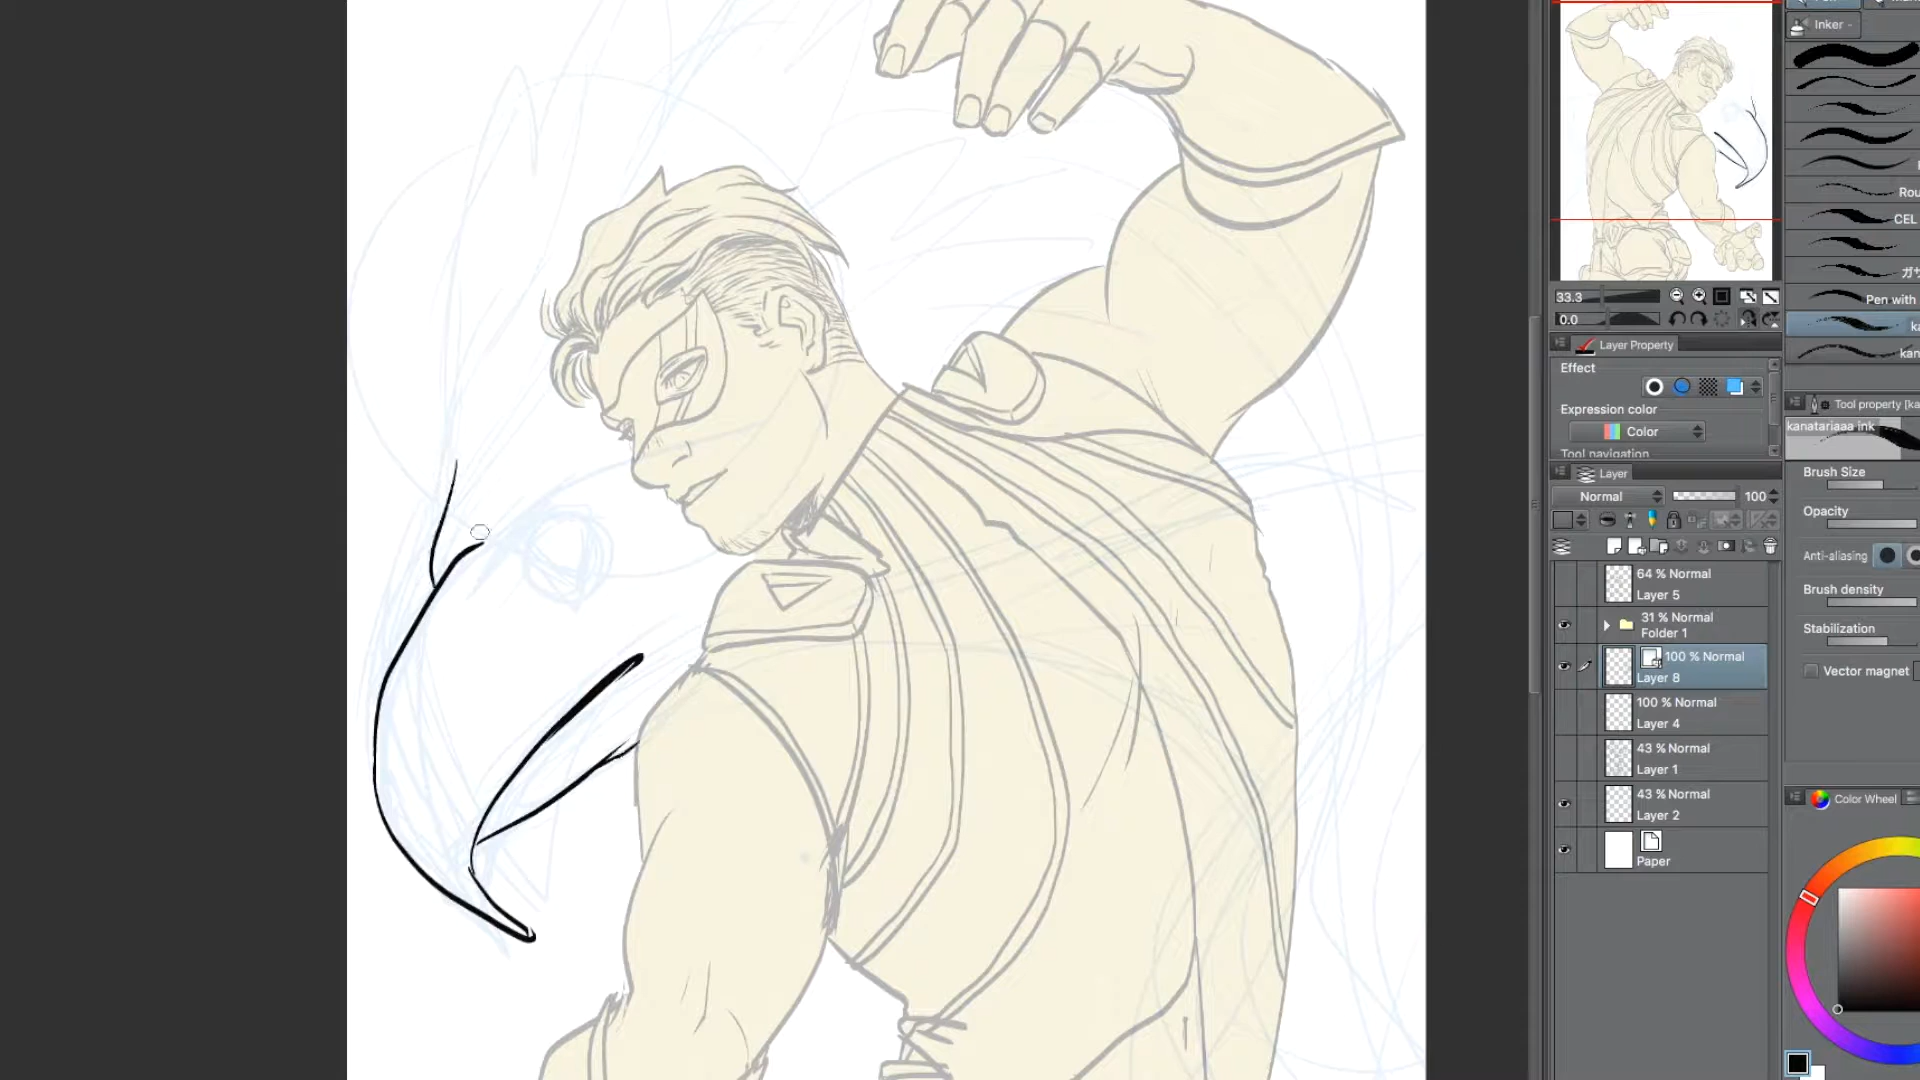 Inker
Rou
CEL
ガサ
Pen with
33.3
0.0
Layer Property
Effect
Expression color
Color
Tool navigation
Tool property [ka
kanatariaaa ink
Brush Size
Opacity
Anti-aliasing
Brush density
Stabilization
Vector magnet
Layer
Normal 100
64 % Normal
Layer 5
31 % Normal
Folder 1
100 % Normal
Layer 8
100 % Normal
Layer 4
43 % Normal
Layer 1
43 % Normal
Layer 2
Paper
Color Wheel